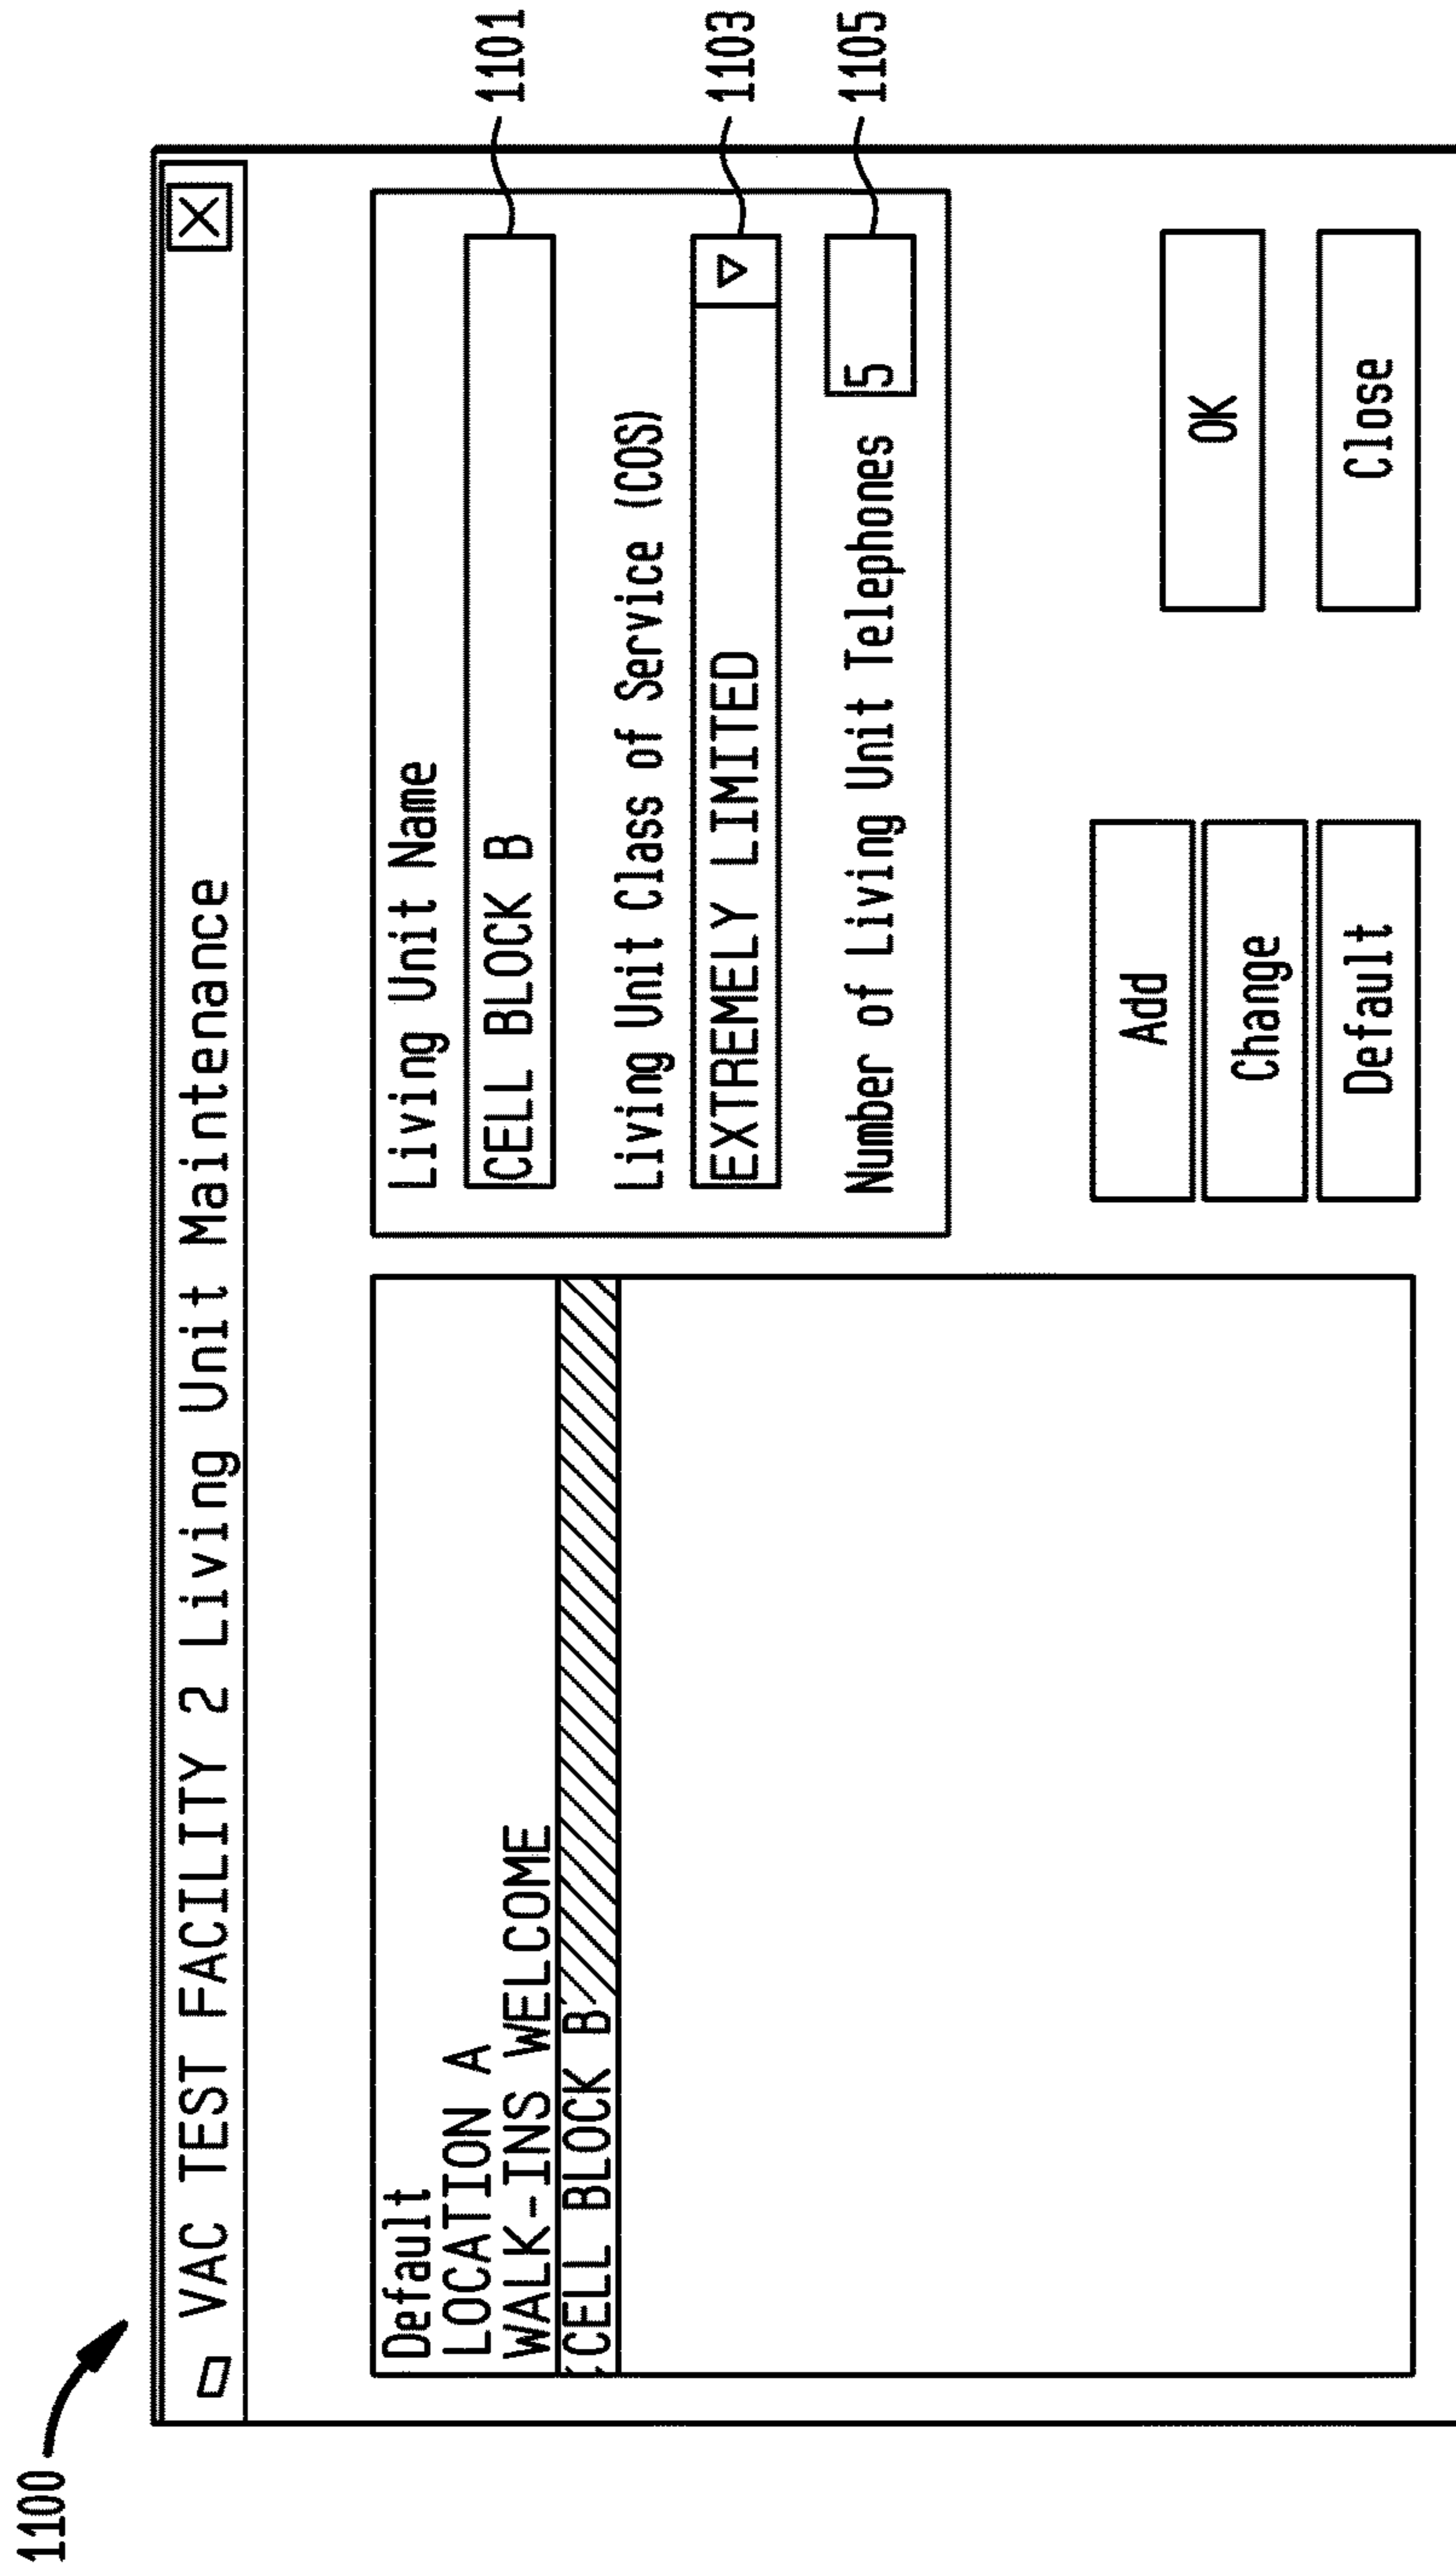 1100
VAC TEST FACILITY 2 Living Unit Maintenance
Default
LOCATION A
WALK-INS WELCOME
CELL BLOCK B
Living Unit Name
CELL BLOCK B
1101
Living Unit Class of Service (COS)
EXTREMELY LIMITED
1103
Number of Living Unit Telephones 5
1105
Add
Change
Default
OK
Close